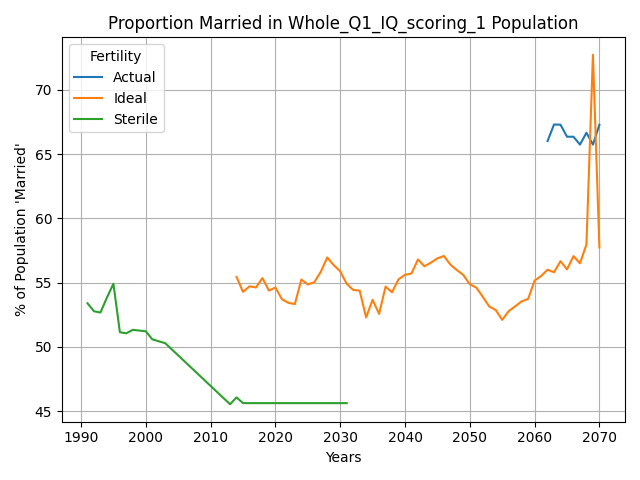 Proportion Married in Whole_Q1_IQ_scoring_1 Population
Fertility
Actual
Ideal
Sterile
% of Population 'Married'
70
65
60
55
50
45
1990 2000 2010 2020 2030 2040 2050 2060 2070
Years